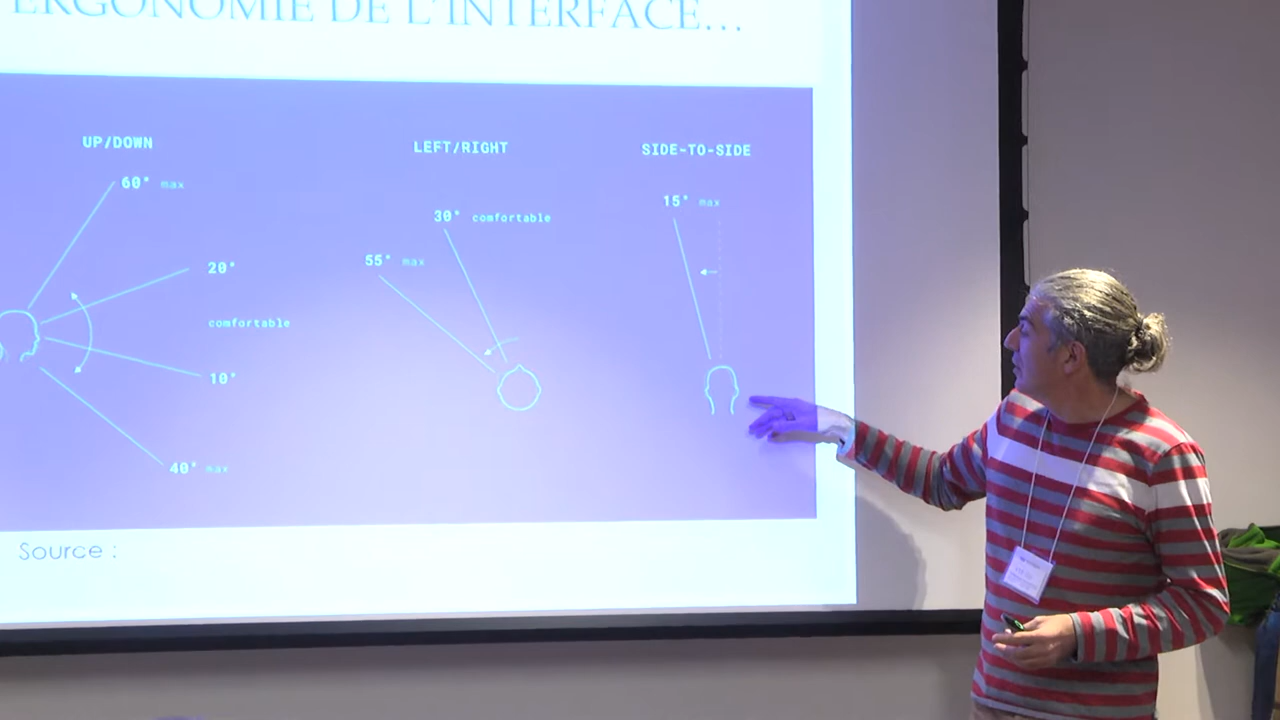 ERGONOMIE DE L'INTERFACE...
UP/DOWN
60° max
20°
comfortable
10°
40° max
LEFT/RIGHT
30° comfortable
55° max
SIDE-TO-SIDE
15° max
Source :